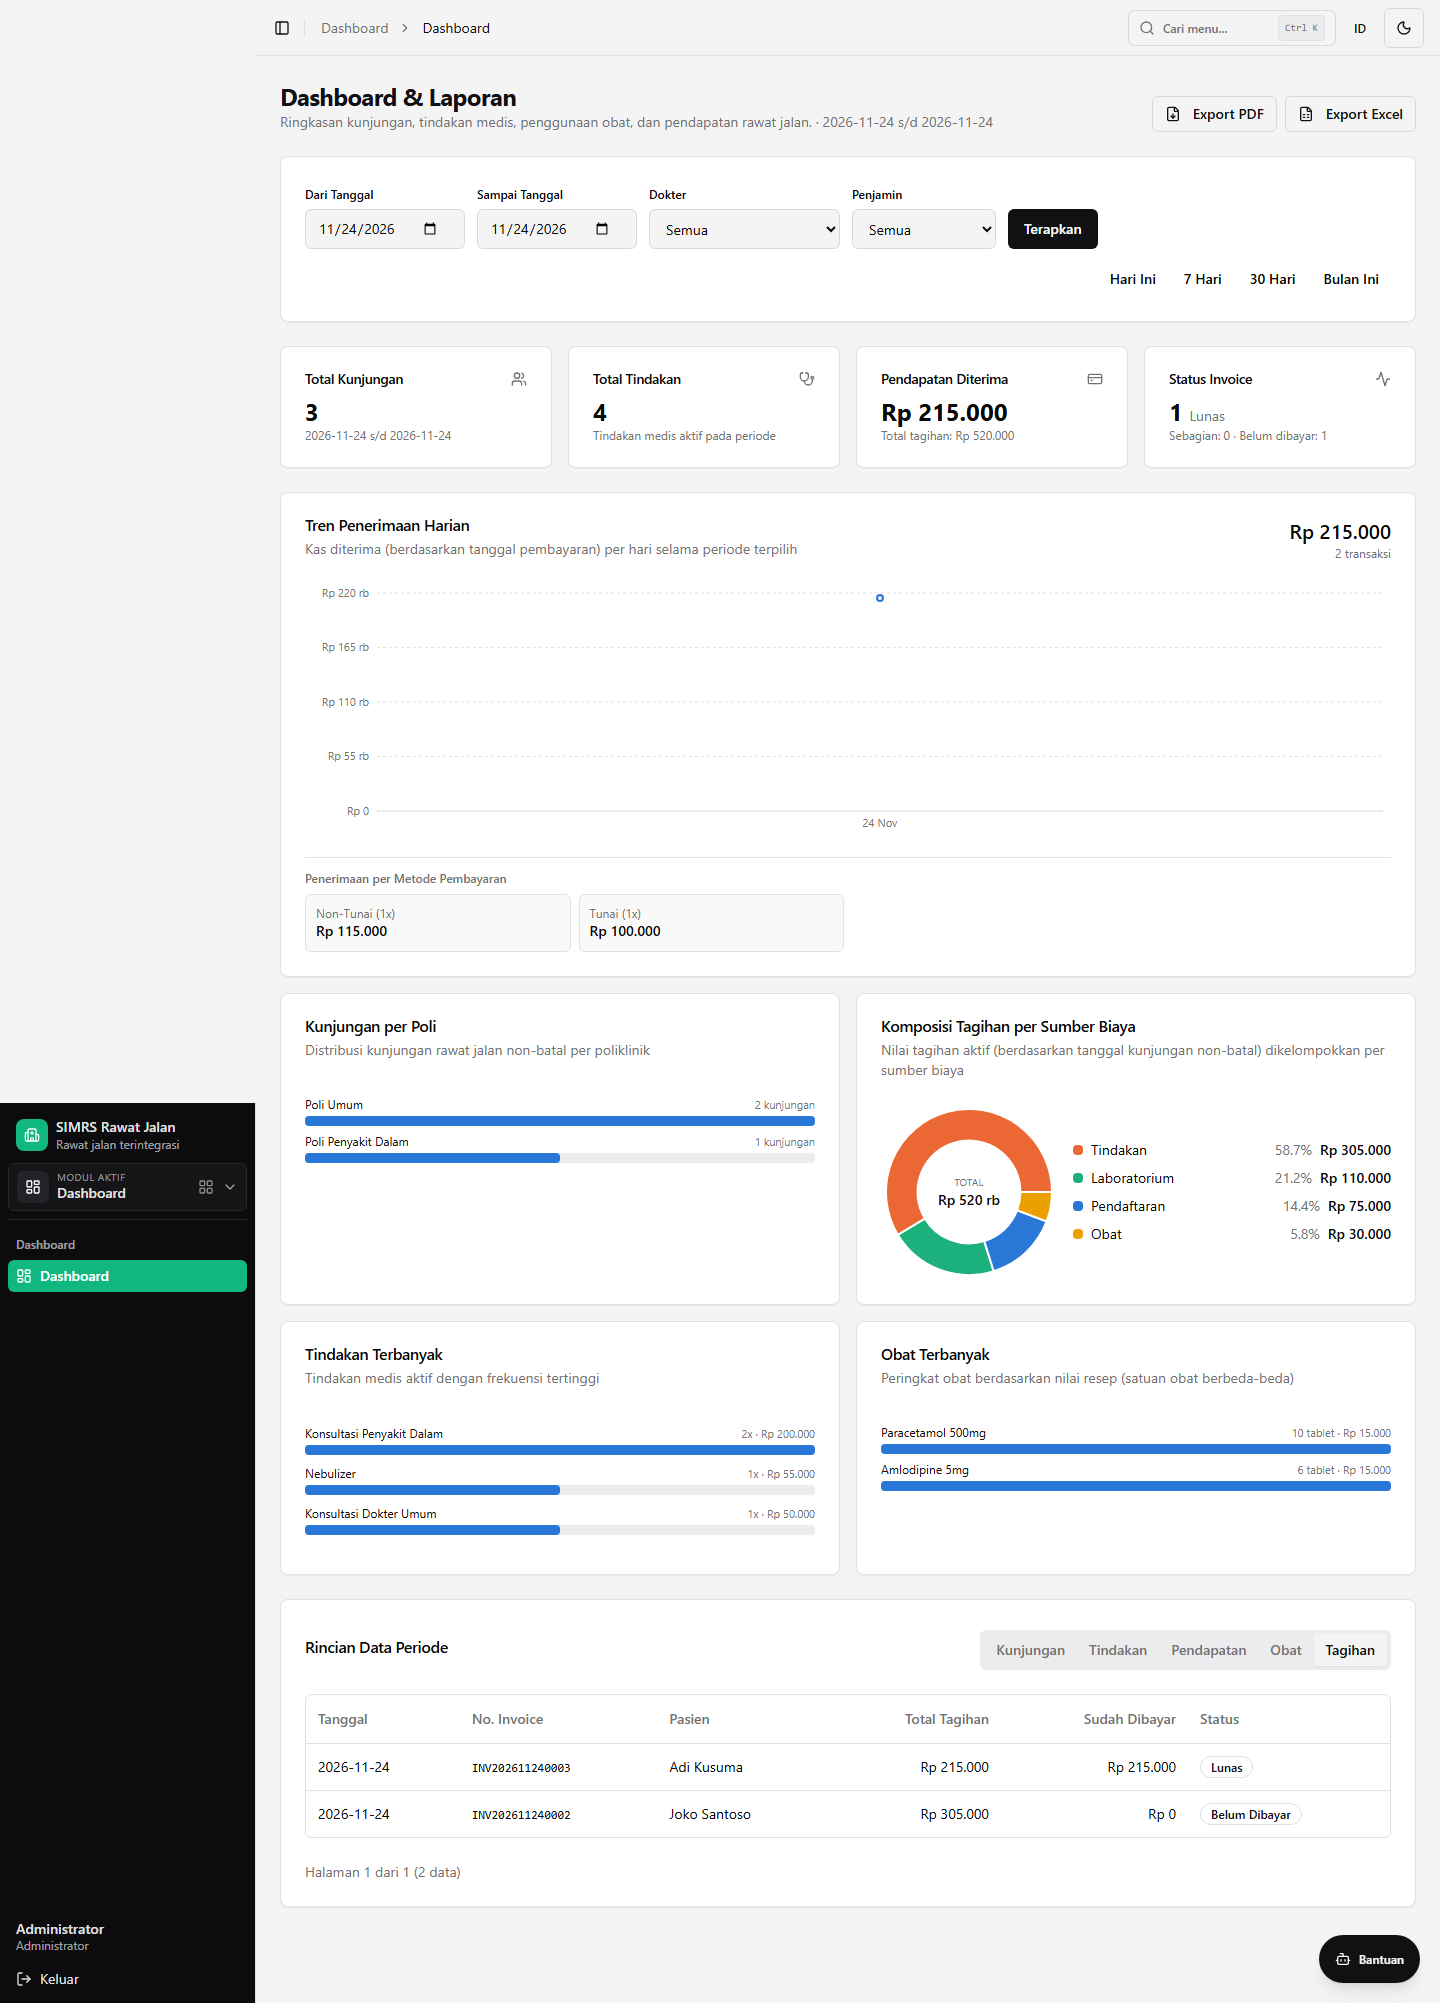 Dashboard
Dashboard
Cari menu...
Ctrl K
ID
Dashboard & Laporan
Ringkasan kunjungan, tindakan medis, penggunaan obat, dan pendapatan rawat jalan. · 2026-11-24 s/d 2026-11-24
Export PDF
Export Excel
Dari Tanggal
Sampai Tanggal
Dokter
Penjamin
11/24/2026
11/24/2026
Semua
Semua
Terapkan
Hari Ini
7 Hari
30 Hari
Bulan Ini
Total Kunjungan
3
2026-11-24 s/d 2026-11-24
Total Tindakan
4
Tindakan medis aktif pada periode
Pendapatan Diterima
Rp 215.000
Total tagihan: Rp 520.000
Status Invoice
1 Lunas
Sebagian: 0 · Belum dibayar: 1
Tren Penerimaan Harian
Kas diterima (berdasarkan tanggal pembayaran) per hari selama periode terpilih
Rp 215.000
2 transaksi
Rp 220 rb
Rp 165 rb
Rp 110 rb
Rp 55 rb
Rp 0
24 Nov
Penerimaan per Metode Pembayaran
Non-Tunai (1x)
Rp 115.000
Tunai (1x)
Rp 100.000
Kunjungan per Poli
Distribusi kunjungan rawat jalan non-batal per poliklinik
Poli Umum
2 kunjungan
Poli Penyakit Dalam
1 kunjungan
Komposisi Tagihan per Sumber Biaya
Nilai tagihan aktif (berdasarkan tanggal kunjungan non-batal) dikelompokkan per
sumber biaya
TOTAL
Rp 520 rb
Tindakan 58.7% Rp 305.000
Laboratorium 21.2% Rp 110.000
Pendaftaran 14.4% Rp 75.000
Obat 5.8% Rp 30.000
Tindakan Terbanyak
Tindakan medis aktif dengan frekuensi tertinggi
Konsultasi Penyakit Dalam 2x · Rp 200.000
Nebulizer 1x · Rp 55.000
Konsultasi Dokter Umum 1x · Rp 50.000
Obat Terbanyak
Peringkat obat berdasarkan nilai resep (satuan obat berbeda-beda)
Paracetamol 500mg 10 tablet · Rp 15.000
Amlodipine 5mg 6 tablet · Rp 15.000
Rincian Data Periode
Kunjungan
Tindakan
Pendapatan
Obat
Tagihan
Tanggal No. Invoice Pasien Total Tagihan Sudah Dibayar Status
2026-11-24 INV202611240003 Adi Kusuma Rp 215.000 Rp 215.000 Lunas
2026-11-24 INV202611240002 Joko Santoso Rp 305.000 Rp 0 Belum Dibayar
Halaman 1 dari 1 (2 data)
SIMRS Rawat Jalan
Rawat jalan terintegrasi
MODUL AKTIF
Dashboard
Dashboard
Dashboard
Administrator
Administrator
Keluar
Bantuan